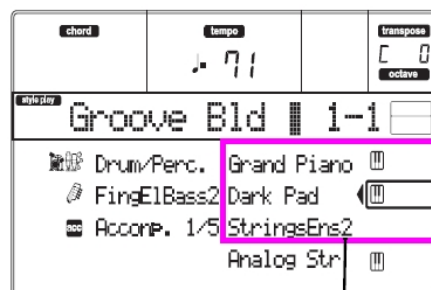 chord tempo transpose
♩. 71 C 0
octave
style play
Groove Bld 1-1
Drum/Perc. Grand Piano
FingElBass2 Dark Pad
acc Accomp. 1/5 StringsEns2
Analog Str